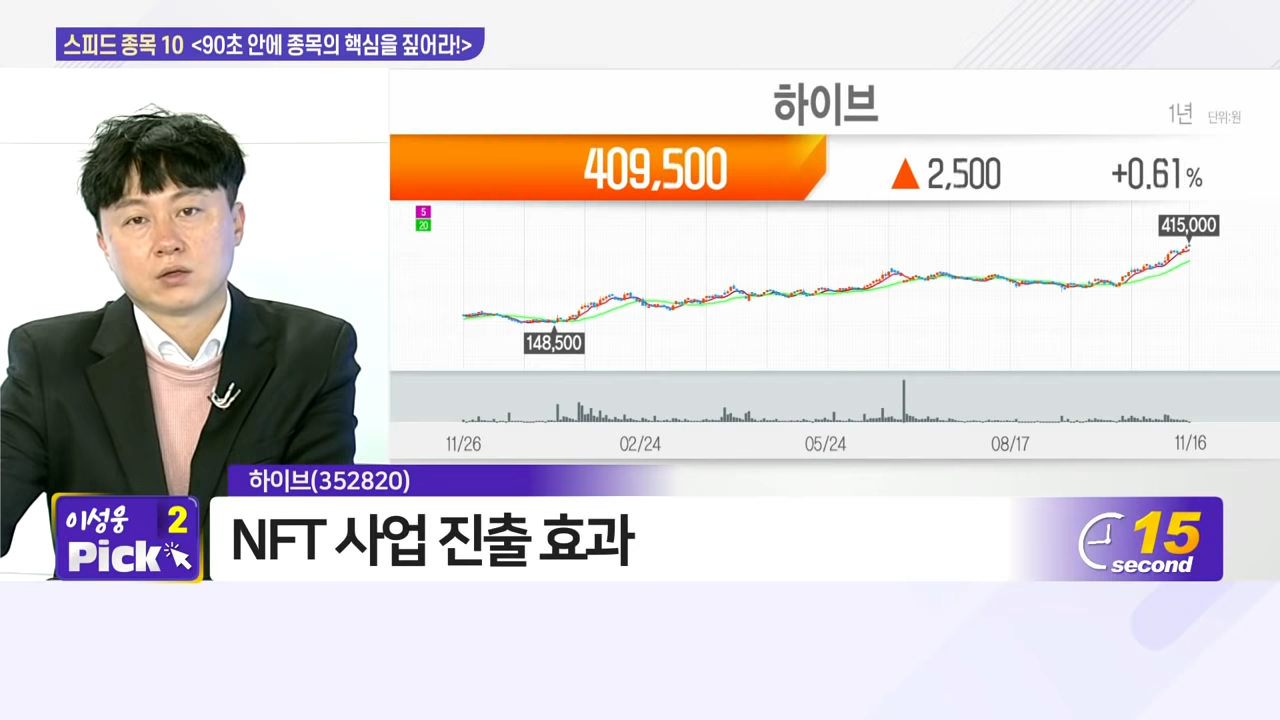 스피드 종목 10 <90초 안에 종목의 핵심을 짚어라!>
하이브
1년 단위:원
409,500 ▲ 2,500 +0.61%
5
20
415,000
148,500
11/26 02/24 05/24 08/17 11/16
하이브(352820)
이성웅 2
Pick
NFT 사업 진출 효과
15
second